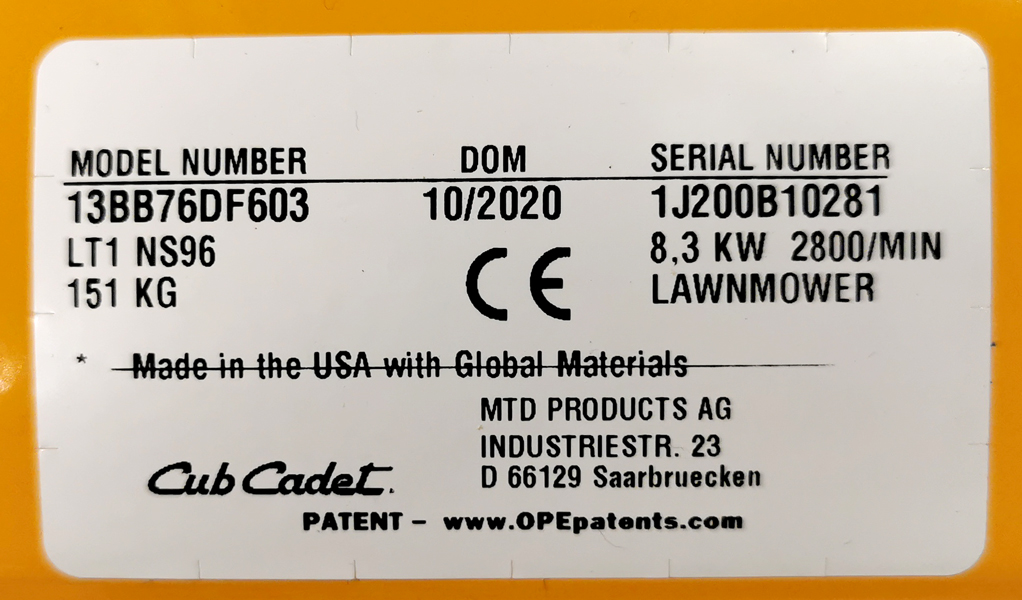 MODEL NUMBER DOM SERIAL NUMBER
13BB76DF603 10/2020 1J200B10281
LT1 NS96 CE 8,3 KW 2800/MIN
151 KG LAWNMOWER
* Made in the USA with Global Materials
MTD PRODUCTS AG
INDUSTRIESTR. 23
Cub Cadet. D 66129 Saarbruecken
PATENT – www.OPEpatents.com